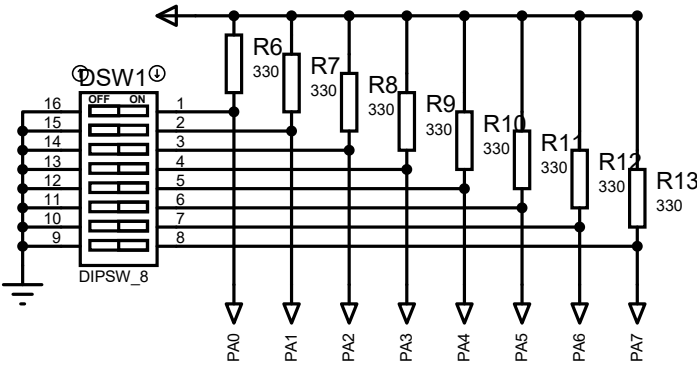 DSW1
OFF ON
16
15
14
13
12
11
10
9
1
2
3
4
5
6
7
8
DIPSW_8
R6
330
R7
330
R8
330
R9
330
R10
330
R11
330
R12
330
R13
330
PA0
PA1
PA2
PA3
PA4
PA5
PA6
PA7